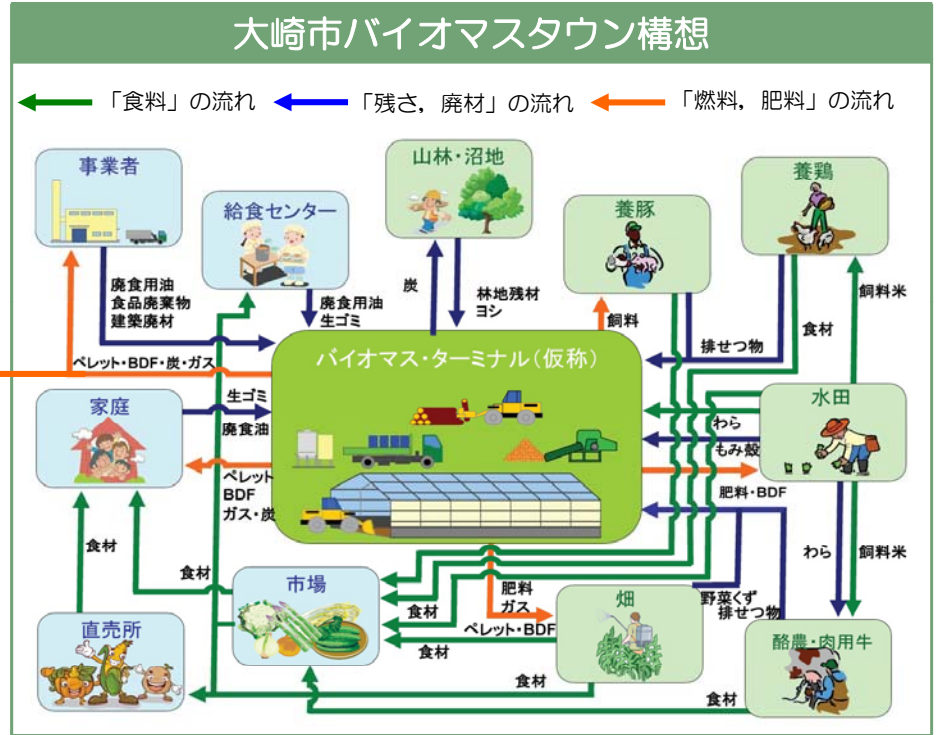 大崎市バイオマスタウン構想
「食料」の流れ 「残さ，廃材」の流れ 「燃料，肥料」の流れ
事業者
給食センター
山林・沼地
養豚
養鶏
廃食用油
食品廃棄物
建築廃材
廃食用油
生ゴミ
炭
林地残材
ヨシ
飼料
排せつ物
食材
飼料米
ペレット・BDF・炭・ガス
バイオマス・ターミナル（仮称）
家庭
生ゴミ
廃食油
水田
わら
もみ殻
ペレット
BDF
ガス・炭
肥料・BDF
食材
食材
市場
肥料
ガス
ペレット・BDF
食材
食材
畑
野菜くず
排せつ物
わら
飼料米
直売所
食材
食材
酪農・肉用牛